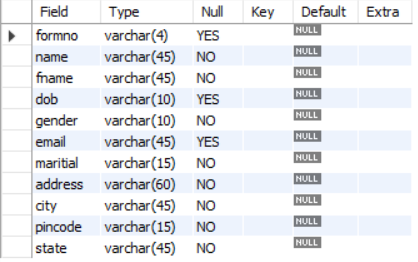 Field Type Null Key Default Extra
formno varchar(4) YES NULL
name varchar(45) NO NULL
fname varchar(45) NO NULL
dob varchar(10) YES NULL
gender varchar(10) NO NULL
email varchar(45) YES NULL
maritial varchar(15) NO NULL
address varchar(60) NO NULL
city varchar(45) NO NULL
pincode varchar(15) NO NULL
state varchar(45) NO NULL